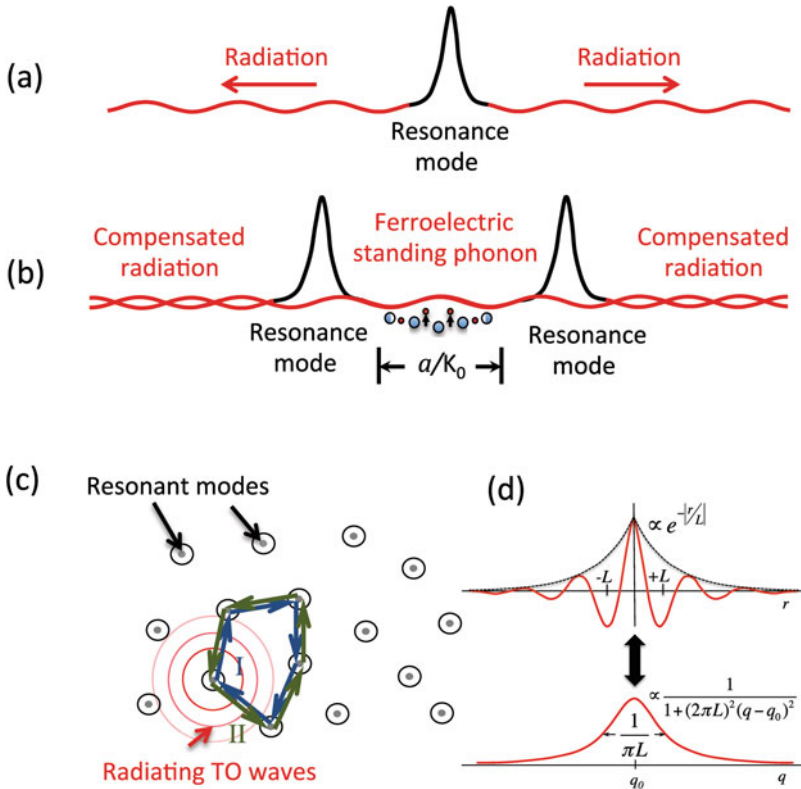 (a)
Radiation
Radiation
Resonance
mode
(b)
Compensated
radiation
Ferroelectric
standing phonon
Compensated
radiation
Resonance
mode
Resonance
mode
a/K₀
(c)
Resonant modes
I
II
Radiating TO waves
(d)
∝ e^{-|r/L|}
-L
+L
r
∝ 1/(1+(2πL)²(q−q₀)²)
1/πL
q₀
q